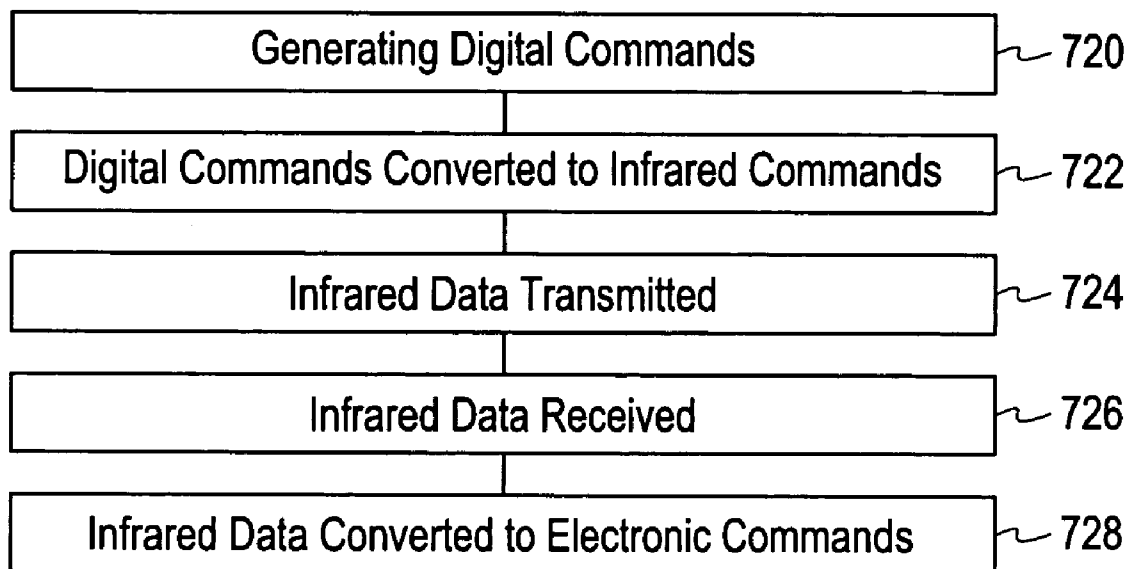 Generating Digital Commands 720
Digital Commands Converted to Infrared Commands 722
Infrared Data Transmitted 724
Infrared Data Received 726
Infrared Data Converted to Electronic Commands 728